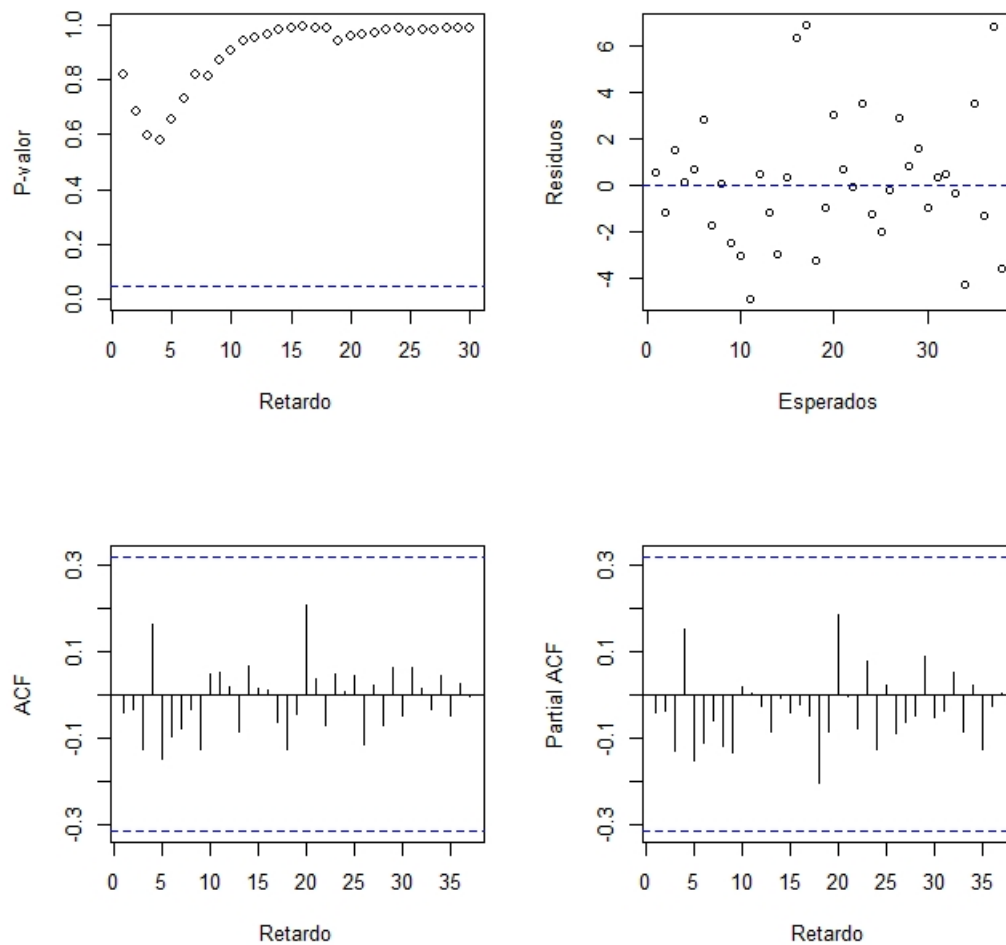 P-valor
0.0 0.2 0.4 0.6 0.8 1.0
0 5 10 15 20 25 30
Retardo
Residuos
-4 -2 0 2 4 6
0 10 20 30
Esperados
ACF
-0.3 -0.1 0.1 0.3
0 5 10 15 20 25 30 35
Retardo
Partial ACF
-0.3 -0.1 0.1 0.3
0 5 10 15 20 25 30 35
Retardo